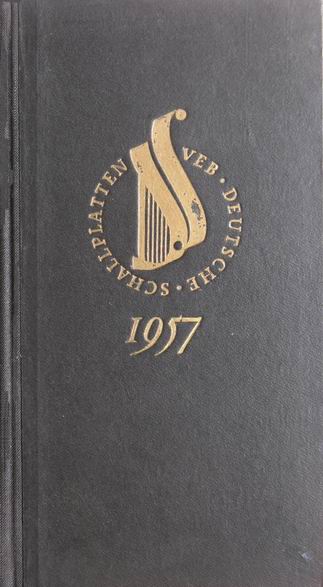 VEB · DEUTSCHE · SCHALLPLATTEN
1957